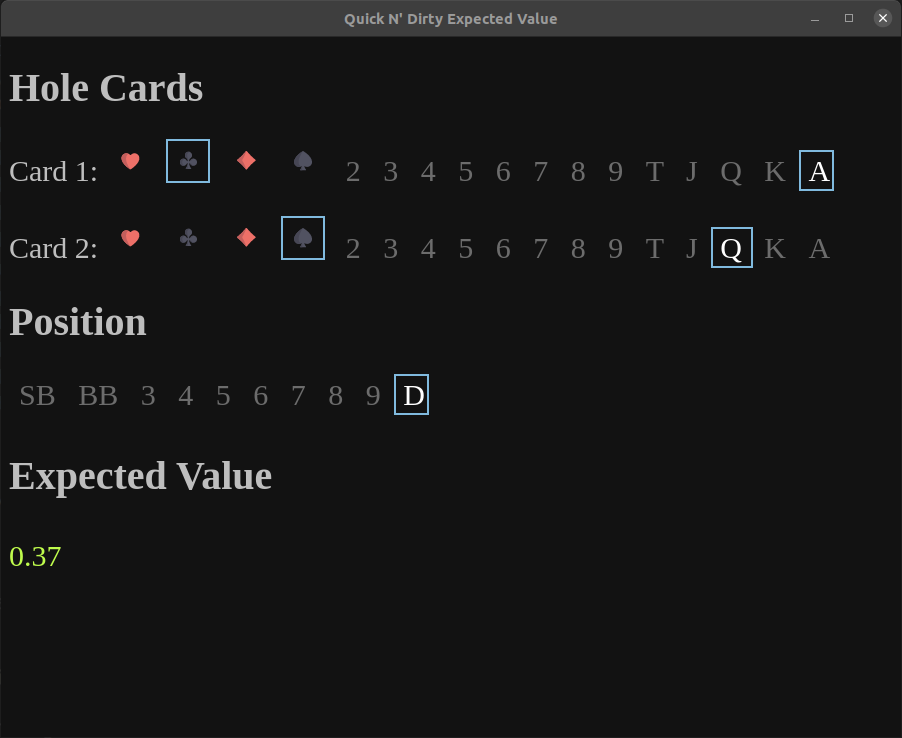 Quick N' Dirty Expected Value
Hole Cards
Card 1: ♥ ♣ ♦ ♠ 2 3 4 5 6 7 8 9 T J Q K A
Card 2: ♥ ♣ ♦ ♠ 2 3 4 5 6 7 8 9 T J Q K A
Position
SB BB 3 4 5 6 7 8 9 D
Expected Value
0.37